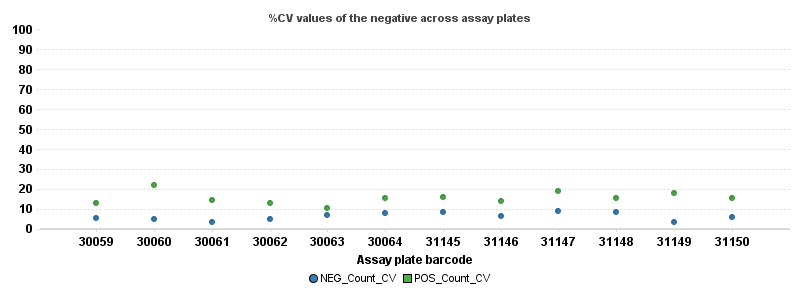 %CV values of the negative across assay plates
100
90
80
70
60
50
40
30
20
10
0
30059 30060 30061 30062 30063 30064 31145 31146 31147 31148 31149 31150
Assay plate barcode
NEG_Count_CV POS_Count_CV